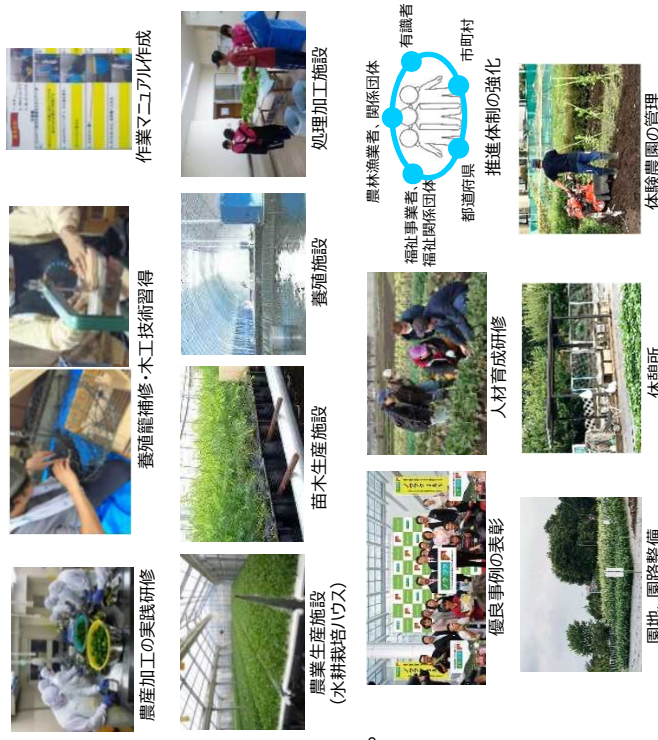 農産加工の実践研修
養殖籠補修・木工技術習得
作業マニュアル作成
農業生産施設
(水耕栽培ハウス)
苗木生産施設
養殖施設
処理加工施設
優良事例の表彰
人材育成研修
農林漁業者、関係団体
福祉事業者、
福祉関係団体
有識者
都道府県
市町村
推進体制の強化
園地、園路整備
休憩所
体験農園の管理